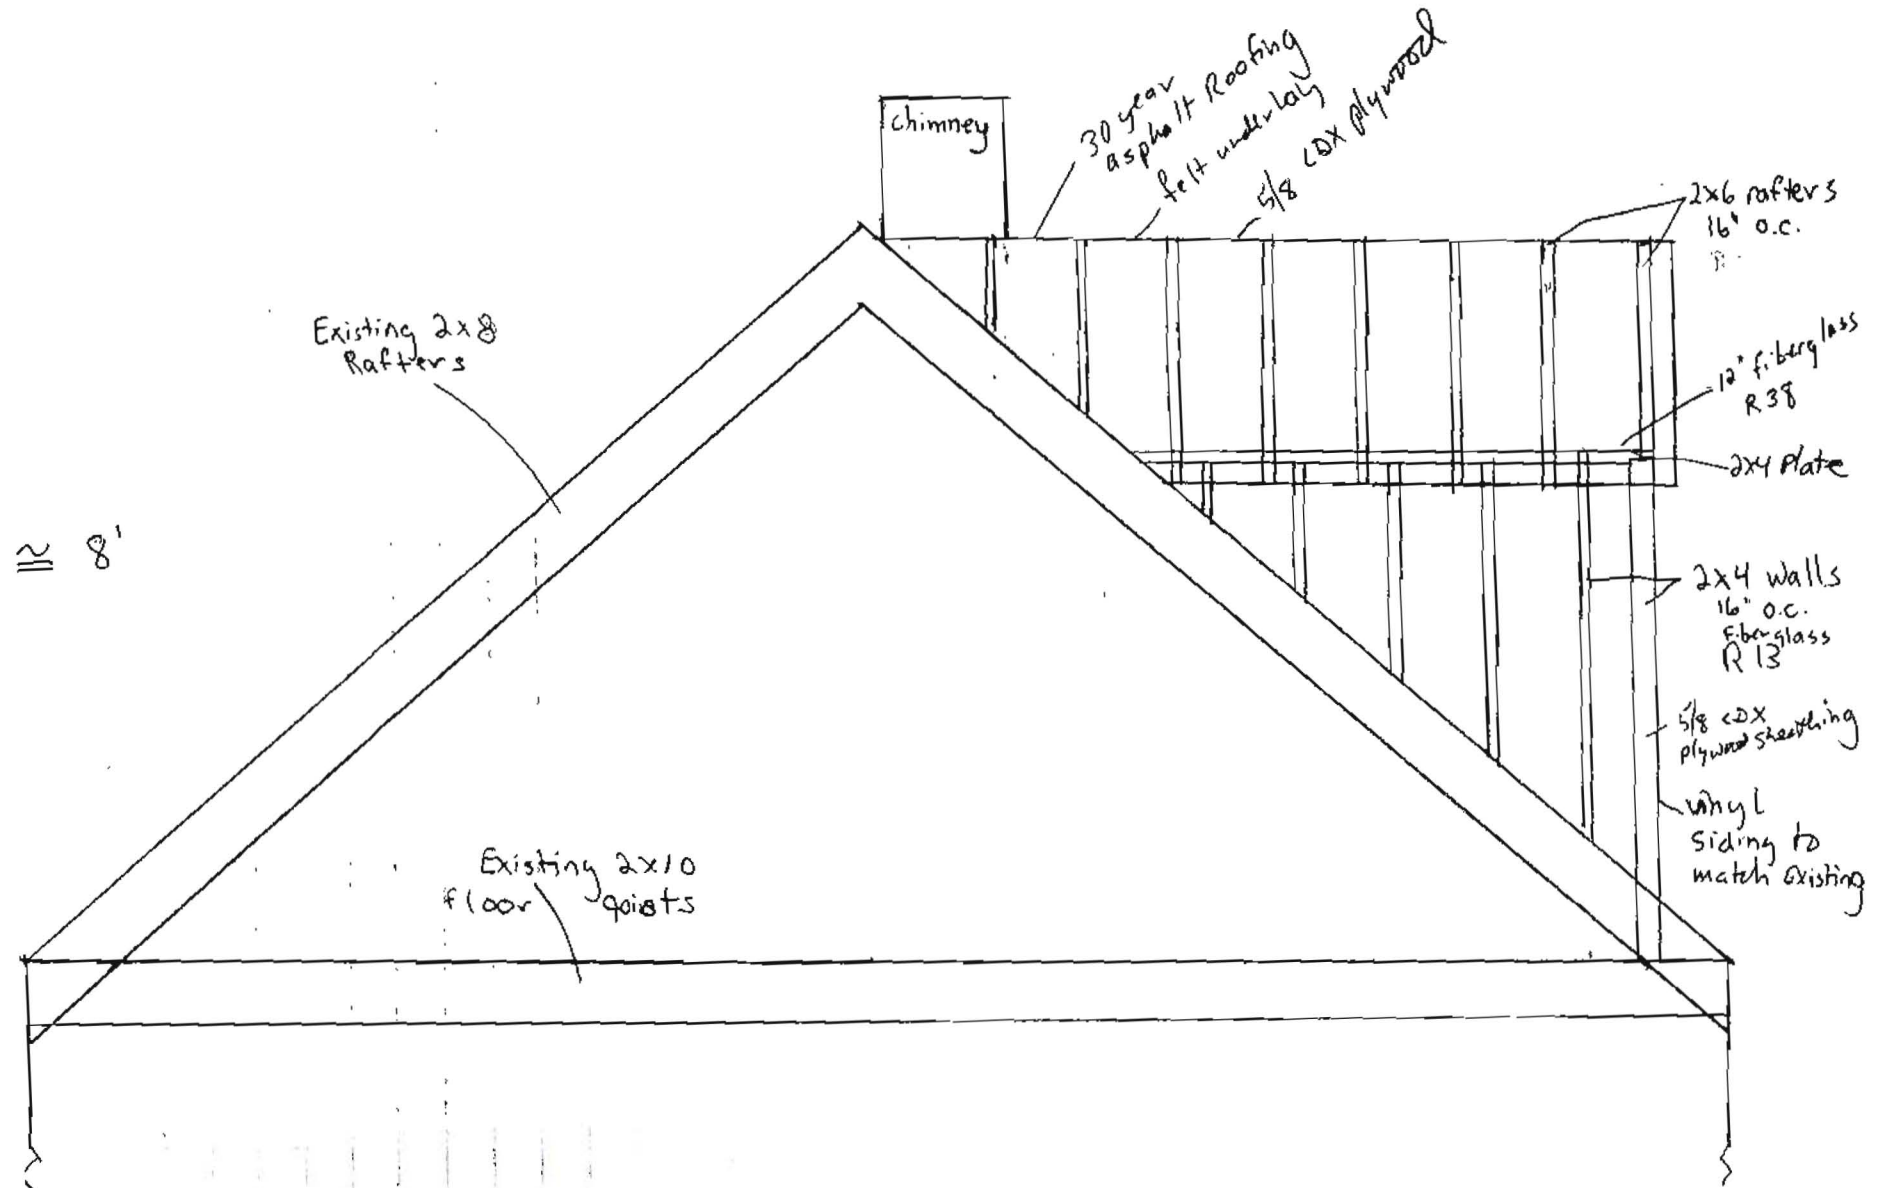 chimney
30 year
asphalt Roofing
felt underlay
5/8 CDX plywood
2x6 rafters
16" o.c.
Existing 2x8
Rafters
12" fiberglass
R 38
2x4 Plate
≅ 8'
2x4 walls
16" o.c.
Fiberglass
R 13
5/8 CDX
plywood sheathing
vinyl
siding to
match existing
Existing 2x10
floor joists